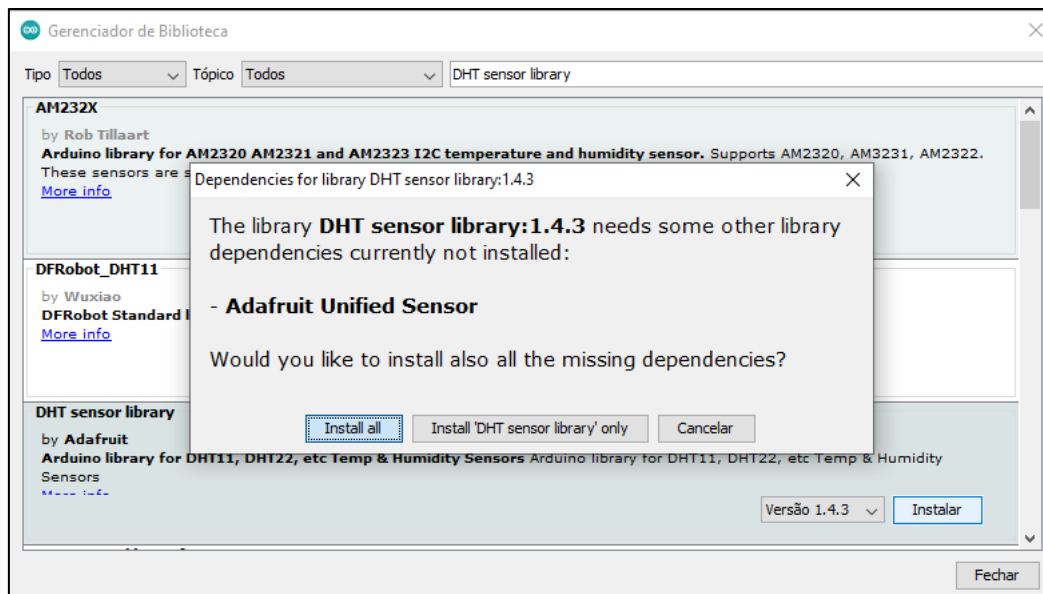 Gerenciador de Biblioteca
Tipo Todos Tópico Todos DHT sensor library
AM232X
by Rob Tillaart
Arduino library for AM2320 AM2321 and AM2323 I2C temperature and humidity sensor. Supports AM2320, AM3231, AM2322.
These sensors are
More info
Dependencies for library DHT sensor library:1.4.3
The library DHT sensor library:1.4.3 needs some other library
dependencies currently not installed:
- Adafruit Unified Sensor
Would you like to install also all the missing dependencies?
Install all Install 'DHT sensor library' only Cancelar
DFRobot_DHT11
by Wuxiao
DFRobot Standard
More info
DHT sensor library
by Adafruit
Arduino library for DHT11, DHT22, etc Temp & Humidity Sensors Arduino library for DHT11, DHT22, etc Temp & Humidity
Sensors
More info
Versão 1.4.3 Instalar
Fechar